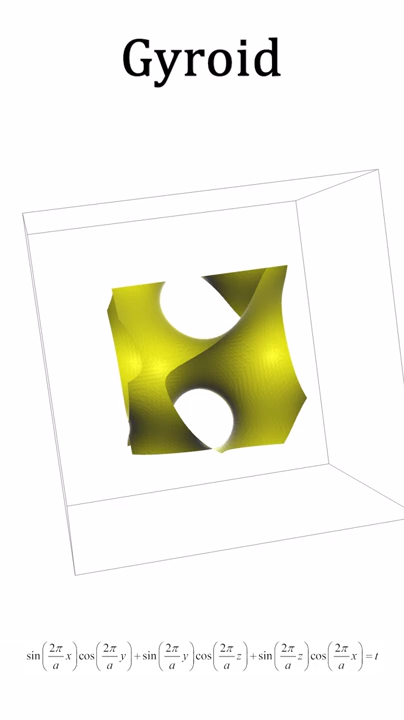 Gyroid
sin(2π/a x)cos(2π/a y)+sin(2π/a y)cos(2π/a z)+sin(2π/a z)cos(2π/a x)=t